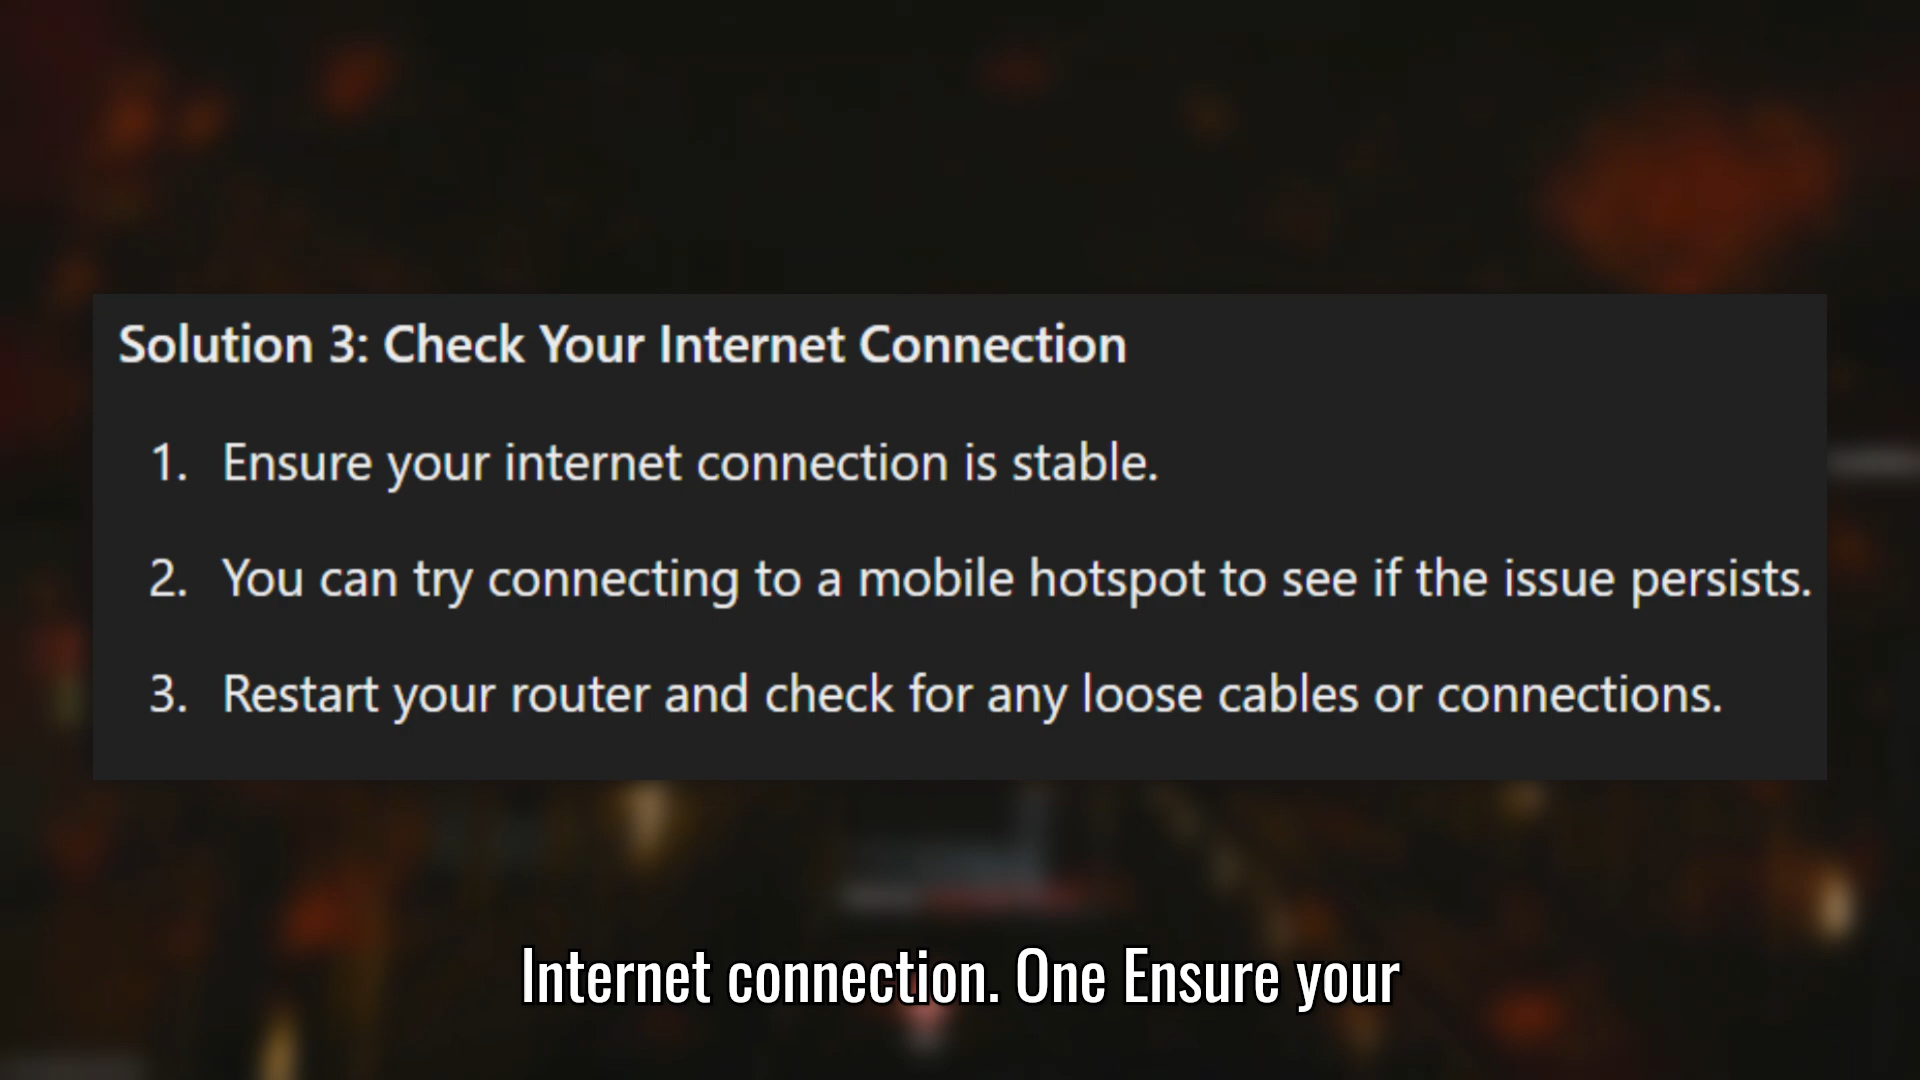 Solution 3: Check Your Internet Connection
1. Ensure your internet connection is stable.
2. You can try connecting to a mobile hotspot to see if the issue persists.
3. Restart your router and check for any loose cables or connections.
Internet connection. One Ensure your